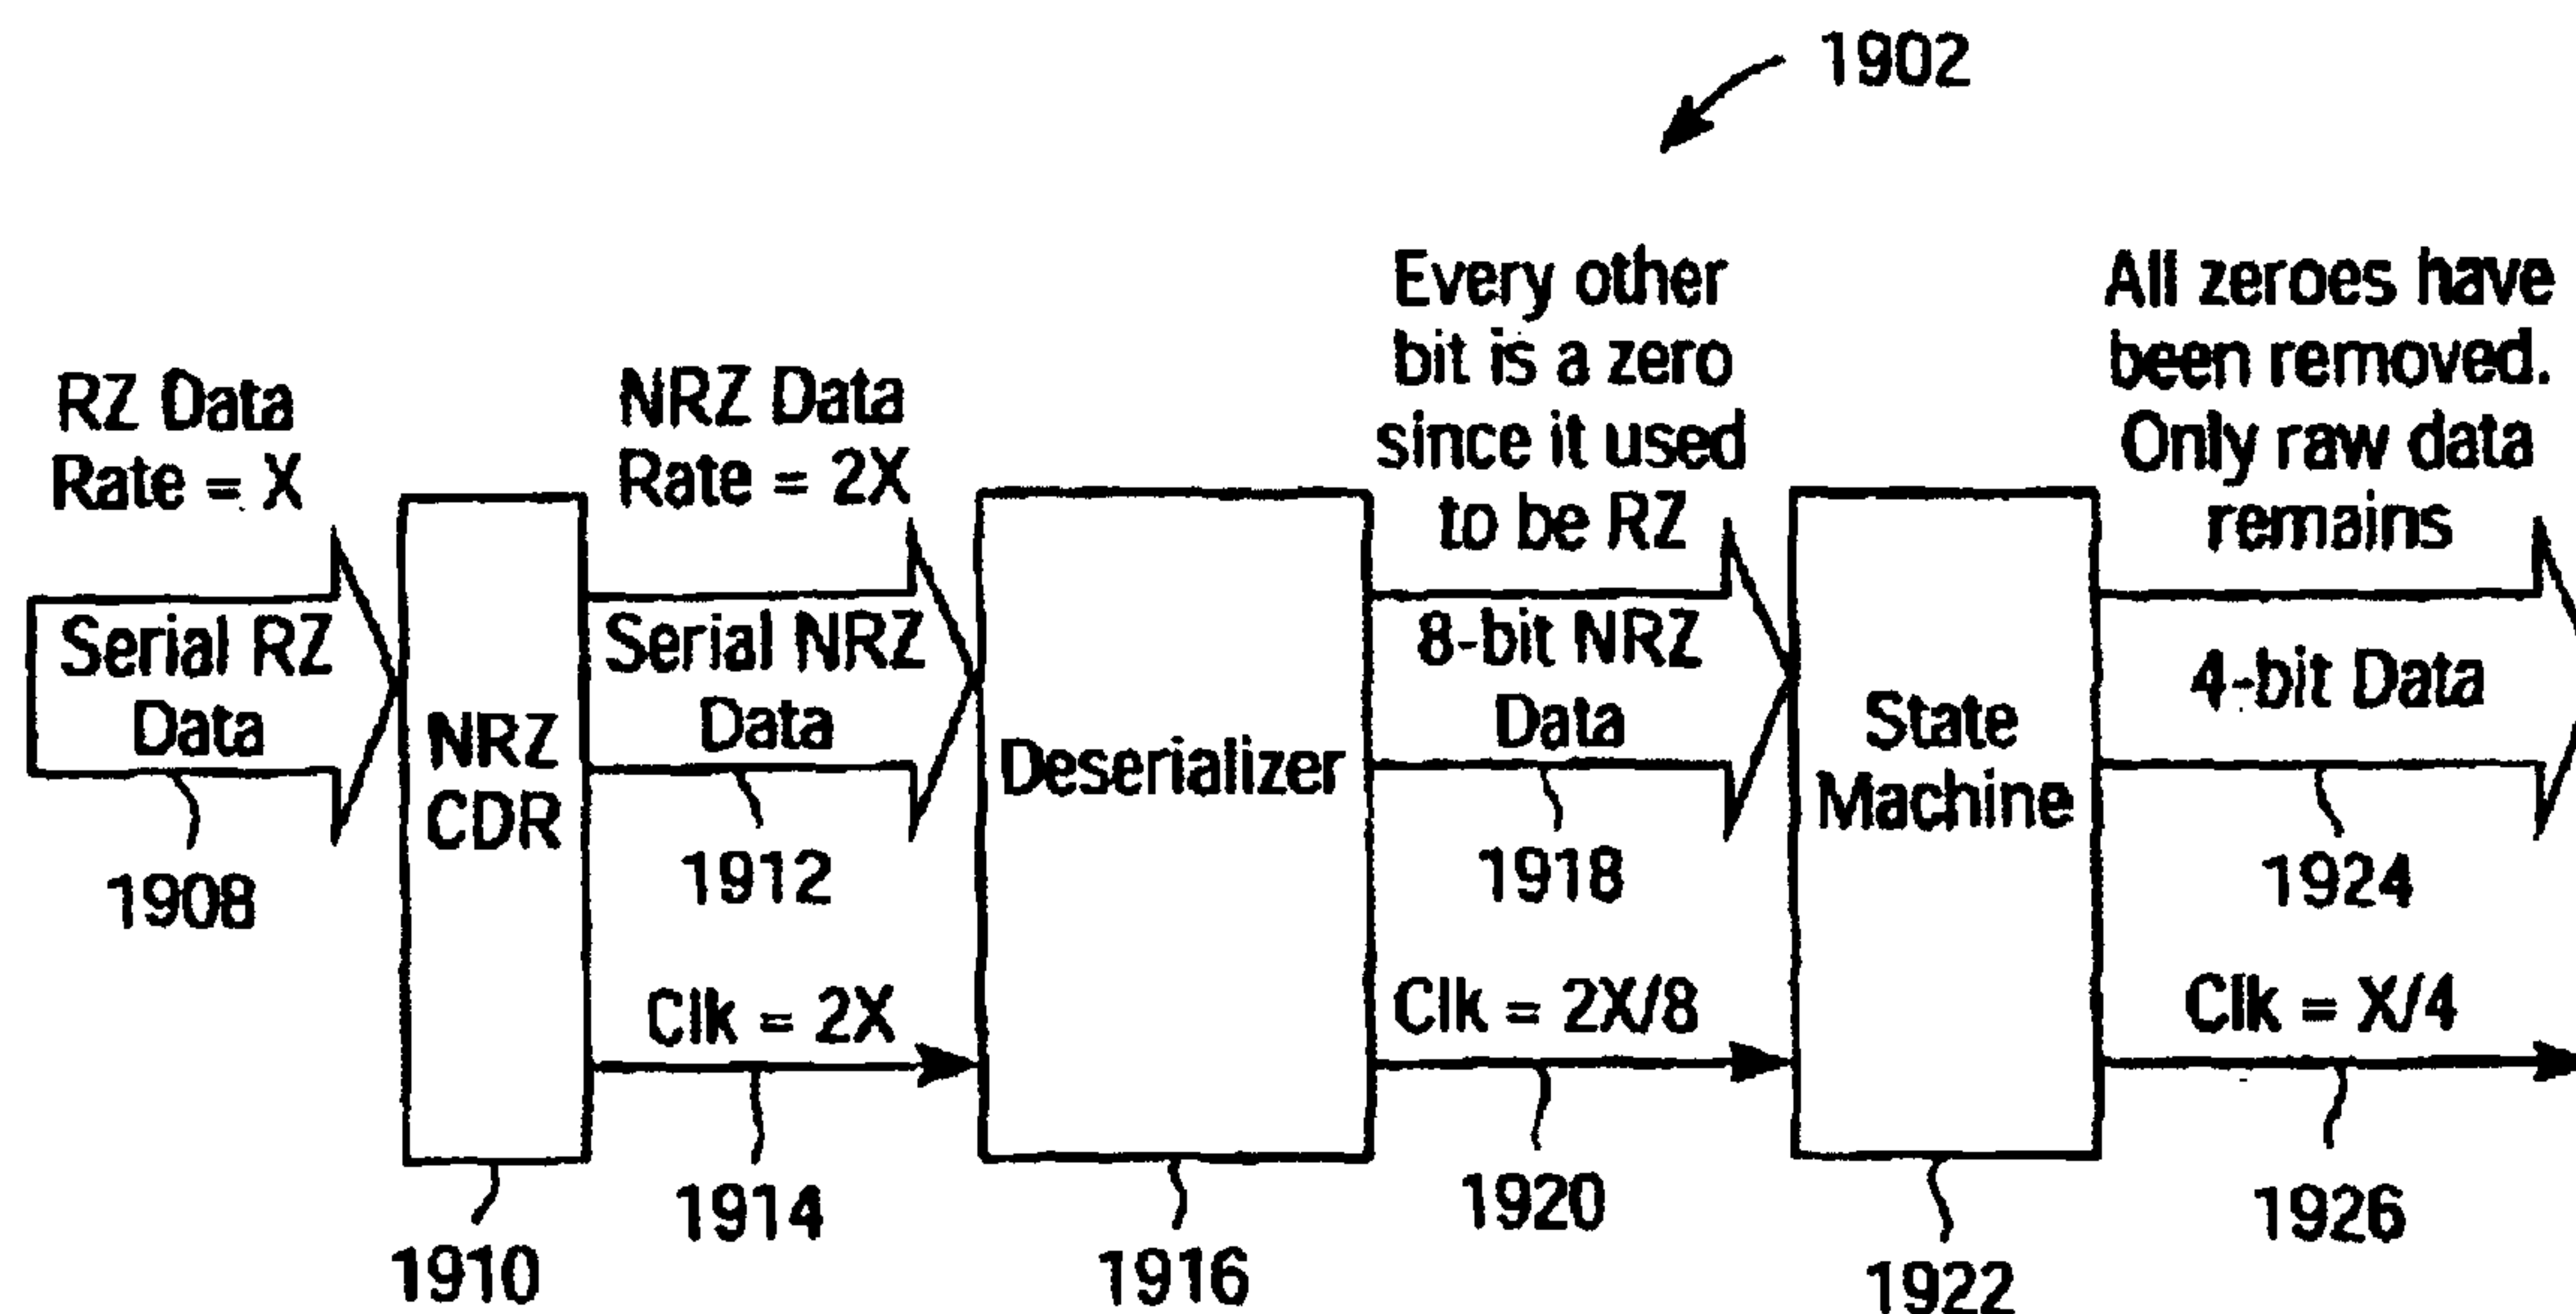 1902
RZ Data
Rate = X
NRZ Data
Rate = 2X
Every other
bit is a zero
since it used
to be RZ
All zeroes have
been removed.
Only raw data
remains
Serial RZ
Data
NRZ
CDR
Serial NRZ
Data
Deserializer
8-bit NRZ
Data
State
Machine
4-bit Data
1908
1912
1918
1924
Clk = 2X
Clk = 2X/8
Clk = X/4
1910
1914
1916
1920
1922
1926